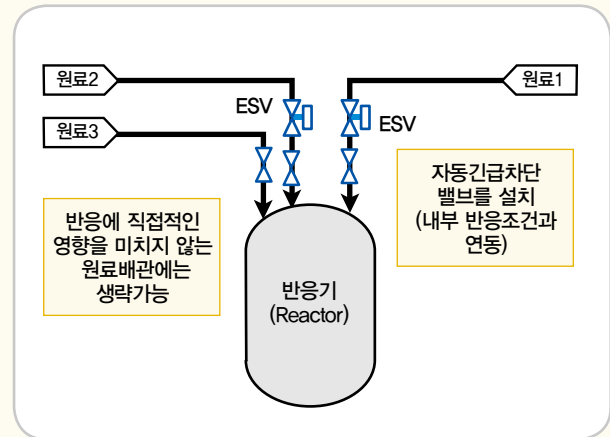 원료2
원료1
ESV
ESV
원료3
자동긴급차단
밸브를 설치
(내부 반응조건과
연동)
반응에 직접적인
영향을 미치지 않는
원료배관에는
생략가능
반응기
(Reactor)